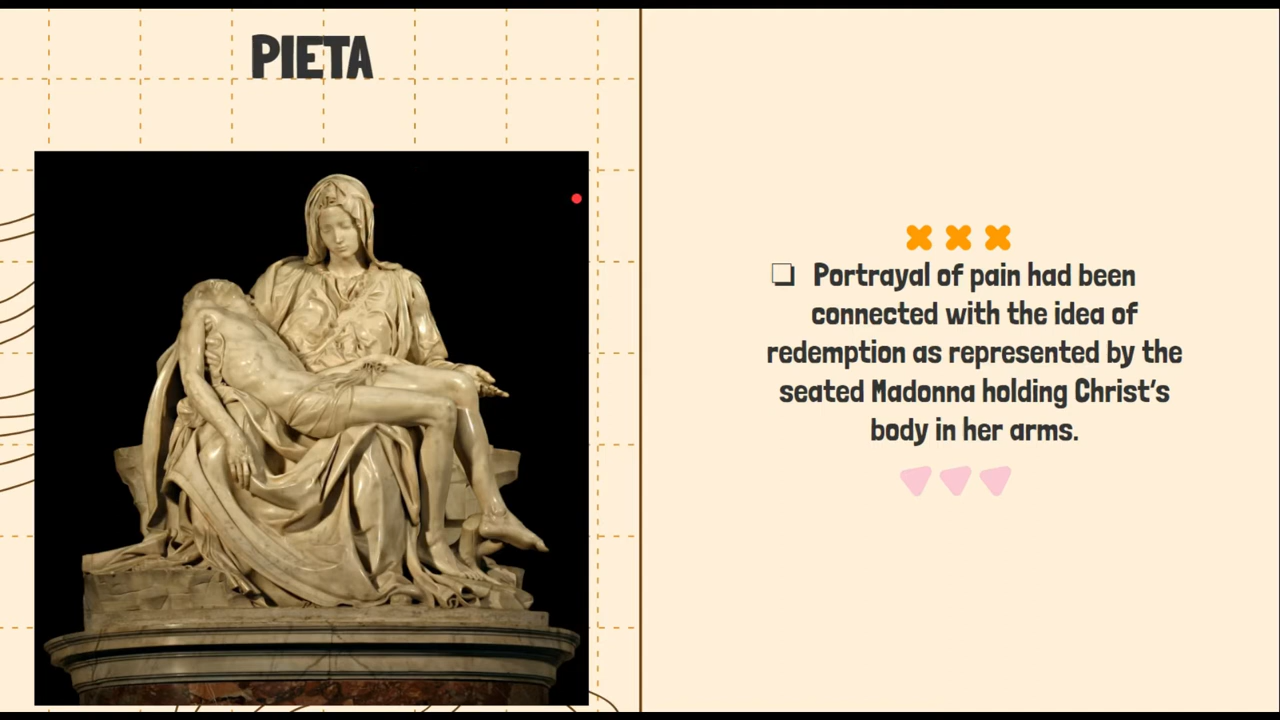 PIETA
❏ Portrayal of pain had been
connected with the idea of
redemption as represented by the
seated Madonna holding Christ's
body in her arms.